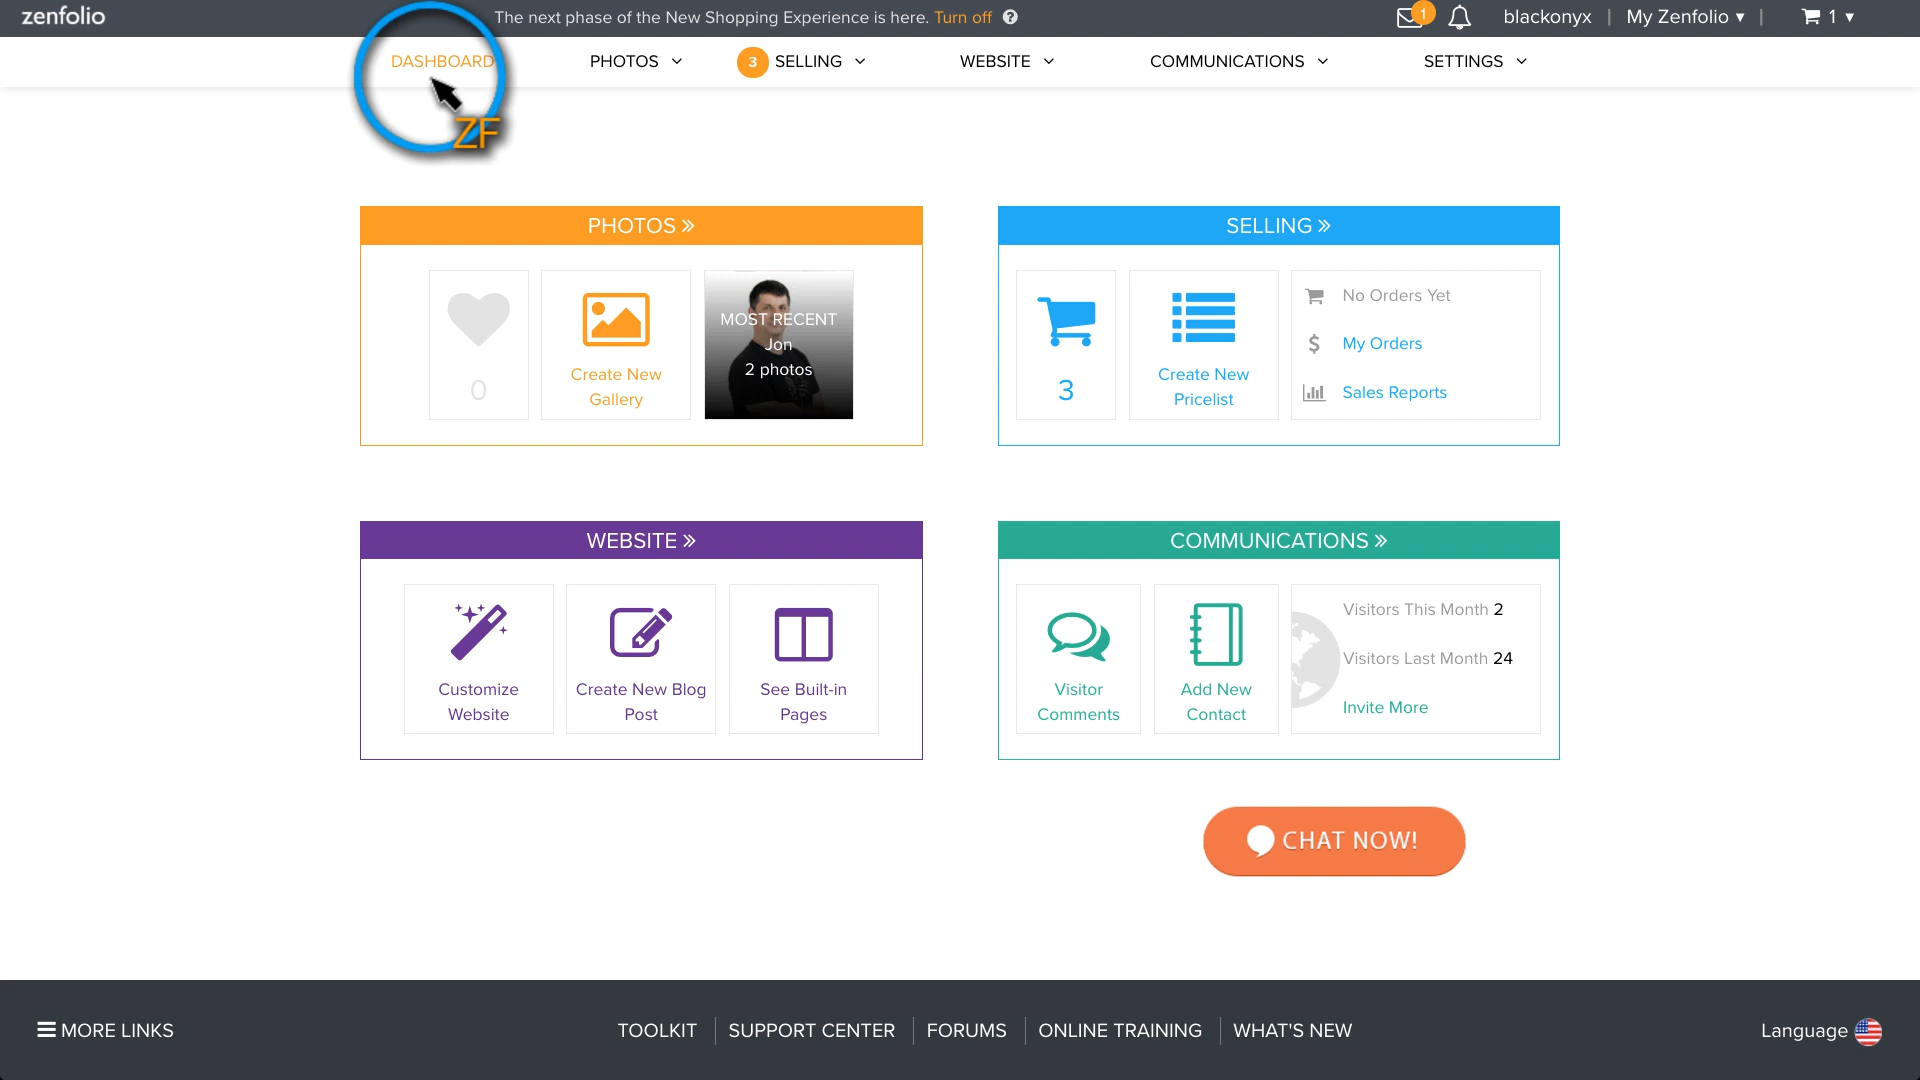 zenfolio
The next phase of the New Shopping Experience is here. Turn off
1
blackonyx | My Zenfolio ▾ | 1 ▾
DASHBOARD
PHOTOS
3 SELLING
WEBSITE
COMMUNICATIONS
SETTINGS
ZF
PHOTOS »
0
Create New
Gallery
MOST RECENT
Jon
2 photos
SELLING »
3
Create New
Pricelist
No Orders Yet
$ My Orders
Sales Reports
WEBSITE »
Customize
Website
Create New Blog
Post
See Built-in
Pages
COMMUNICATIONS »
Visitor
Comments
Add New
Contact
Visitors This Month 2
Visitors Last Month 24
Invite More
CHAT NOW!
MORE LINKS
TOOLKIT
SUPPORT CENTER
FORUMS
ONLINE TRAINING
WHAT'S NEW
Language